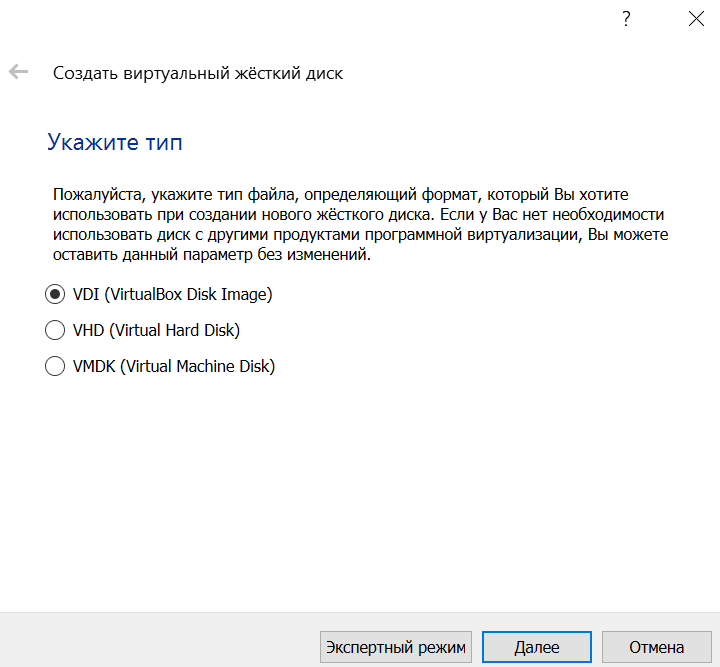 ?
Создать виртуальный жёсткий диск
Укажите тип
Пожалуйста, укажите тип файла, определяющий формат, который Вы хотите
использовать при создании нового жёсткого диска. Если у Вас нет необходимости
использовать диск с другими продуктами программной виртуализации, Вы можете
оставить данный параметр без изменений.
VDI (VirtualBox Disk Image)
VHD (Virtual Hard Disk)
VMDK (Virtual Machine Disk)
Экспертный режим Далее Отмена